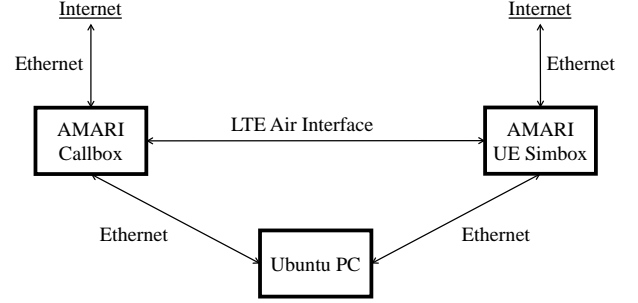 Internet
Internet
Ethernet
Ethernet
LTE Air Interface
AMARI
Callbox
AMARI
UE Simbox
Ethernet
Ethernet
Ubuntu PC